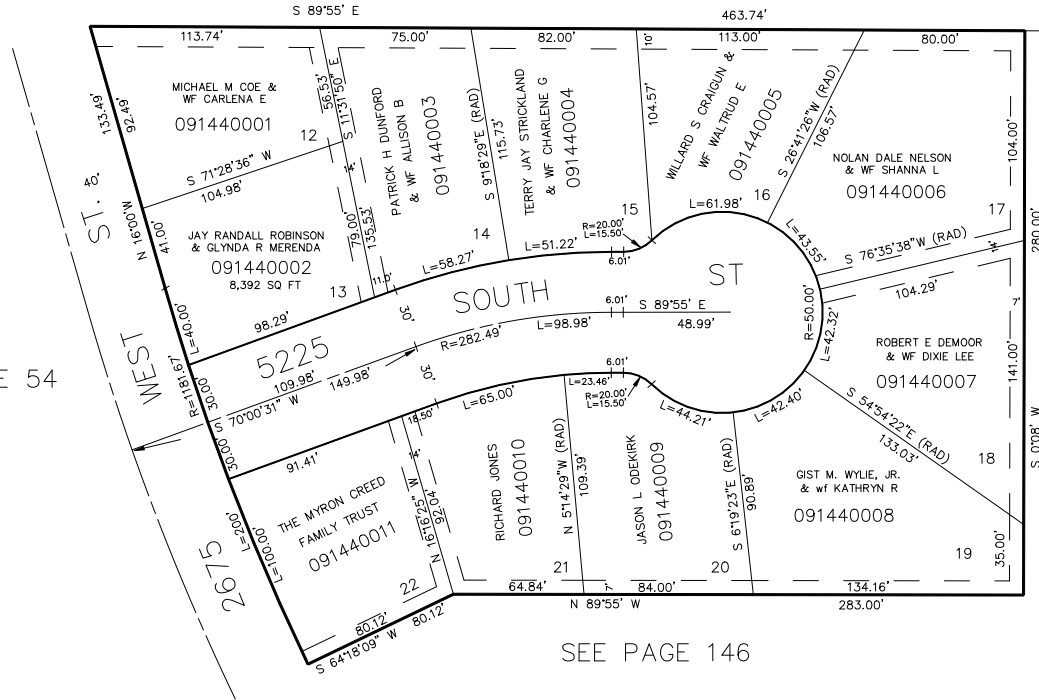 S 89°55' E
463.74'
113.74'
75.00'
82.00'
113.00'
80.00'
10'
133.49'
92.49'
MICHAEL M COE &
WF CARLENA E
091440001
12
56.53'
S 11°31'50" E
PATRICK H DUNFORD
& WF ALLISON B
091440003
S 9°18'29"E (RAD)
115.73'
TERRY JAY STRICKLAND
& WF CHARLENE G
091440004
104.57'
WILLARD S CRAIGUN &
WF WALTRUD E
091440005
S 26°41'26"W (RAD)
106.57'
NOLAN DALE NELSON
& WF SHANNA L
091440006
104.00'
S 71°28'36" W
104.98'
14'
ST. 40'
N 16°00'W
41.00'
JAY RANDALL ROBINSON
& GLYNDA R MERENDA
091440002
8,392 SQ FT
13
79.00'
135.53'
11.0'
14
15
16
17
R=20.00'
L=15.50'
L=61.98'
L=43.55'
S 76°35'38"W (RAD)
104.29'
14'
280.00'
L=58.27'
L=51.22'
6.01'
98.29'
L=40.00'
SOUTH
ST
5225
30'
6.01'
S 89°55' E
48.99'
L=98.98'
R=282.49'
R=50.00'
L=42.32'
7'
ROBERT E DEMOOR
& WF DIXIE LEE
091440007
141.00'
E 54
WEST
R=1181.67'
30.00'
109.98'
149.98'
S 70°00'31" W
30'
30.00'
6.01'
L=23.46'
R=20.00'
L=15.50'
L=65.00'
L=44.21'
L=42.40'
S 54°54'22"E (RAD)
133.03'
S 0°08' W
18
18.50'
91.41'
14'
N 16°16'25" W
92.04'
RICHARD JONES
091440010
N 5°14'29"W (RAD)
109.39'
JASON L ODEKIRK
091440009
S 6°19'23"E (RAD)
90.89'
GIST M. WYLIE, JR.
& wf KATHRYN R
091440008
19
35.00'
L=200'
L=100.00'
THE MYRON CREED
FAMILY TRUST
091440011
2675
22
21
20
64.84'
7'
84.00'
134.16'
N 89°55' W
283.00'
80.12'
80.12'
S 64°18'09" W
SEE PAGE 146